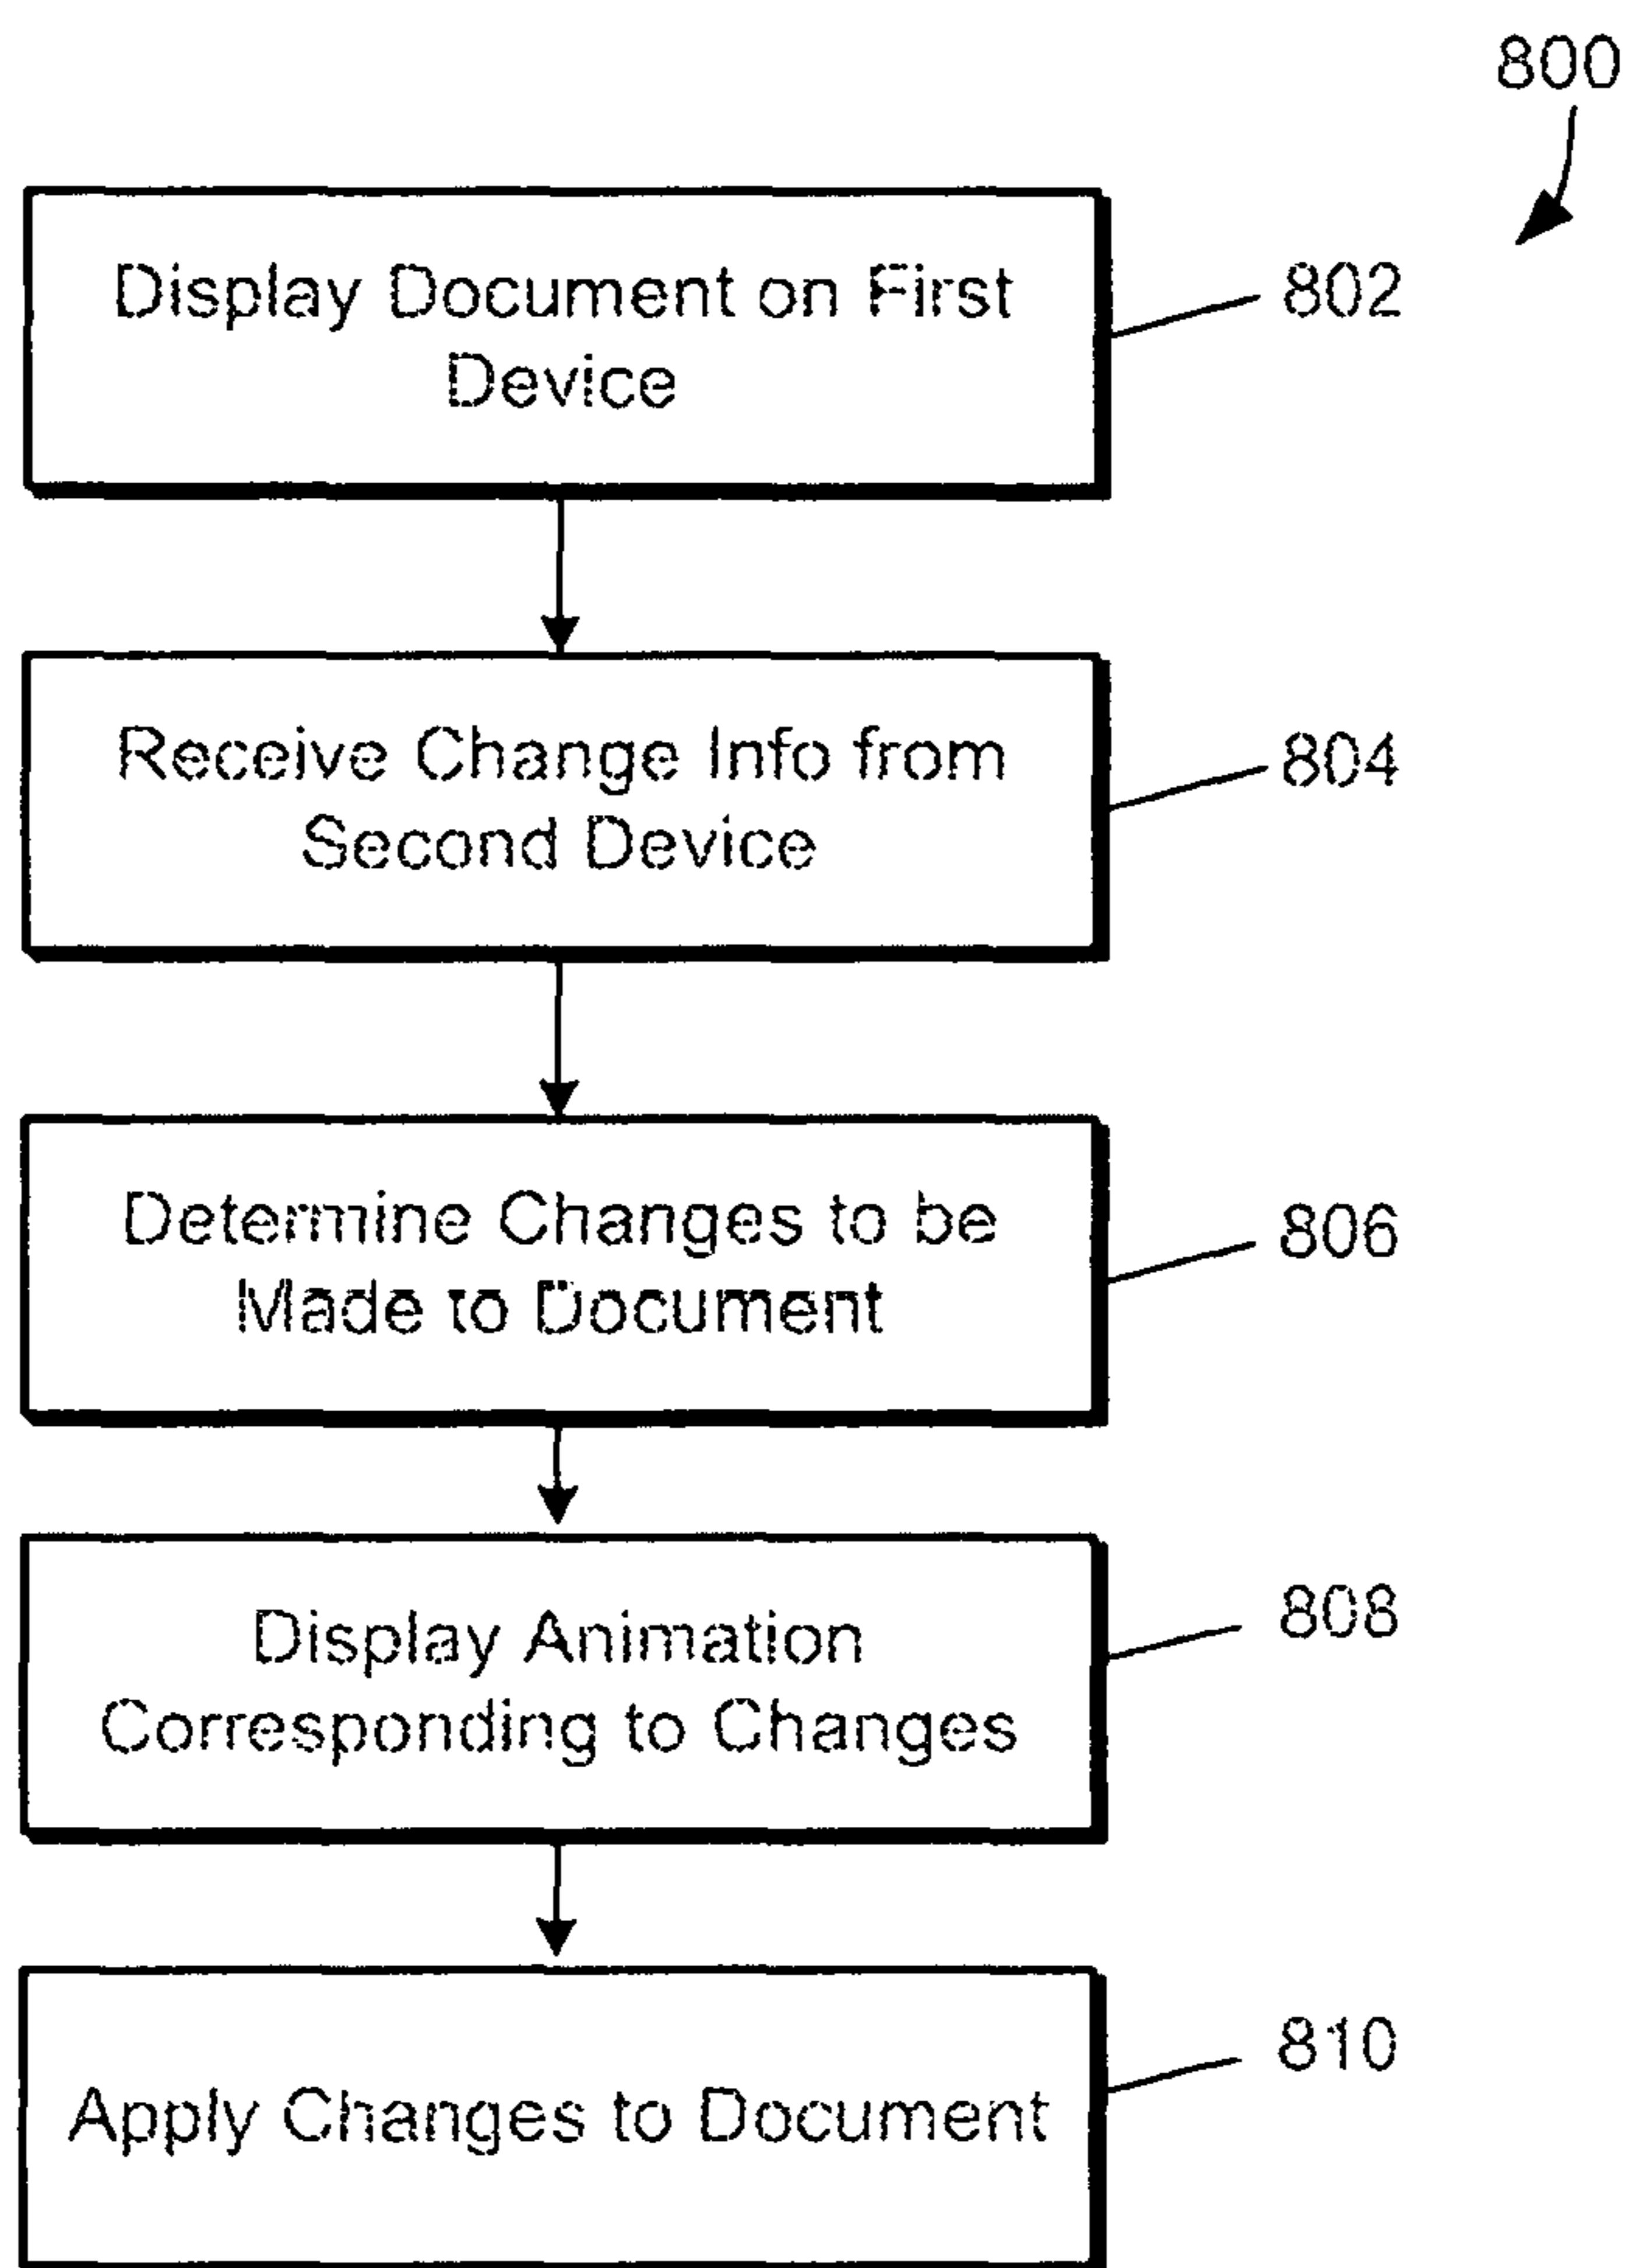 800
Display Document on First
Device
802
Receive Change Info from
Second Device
804
Determine Changes to be
Made to Document
806
Display Animation
Corresponding to Changes
808
Apply Changes to Document
810